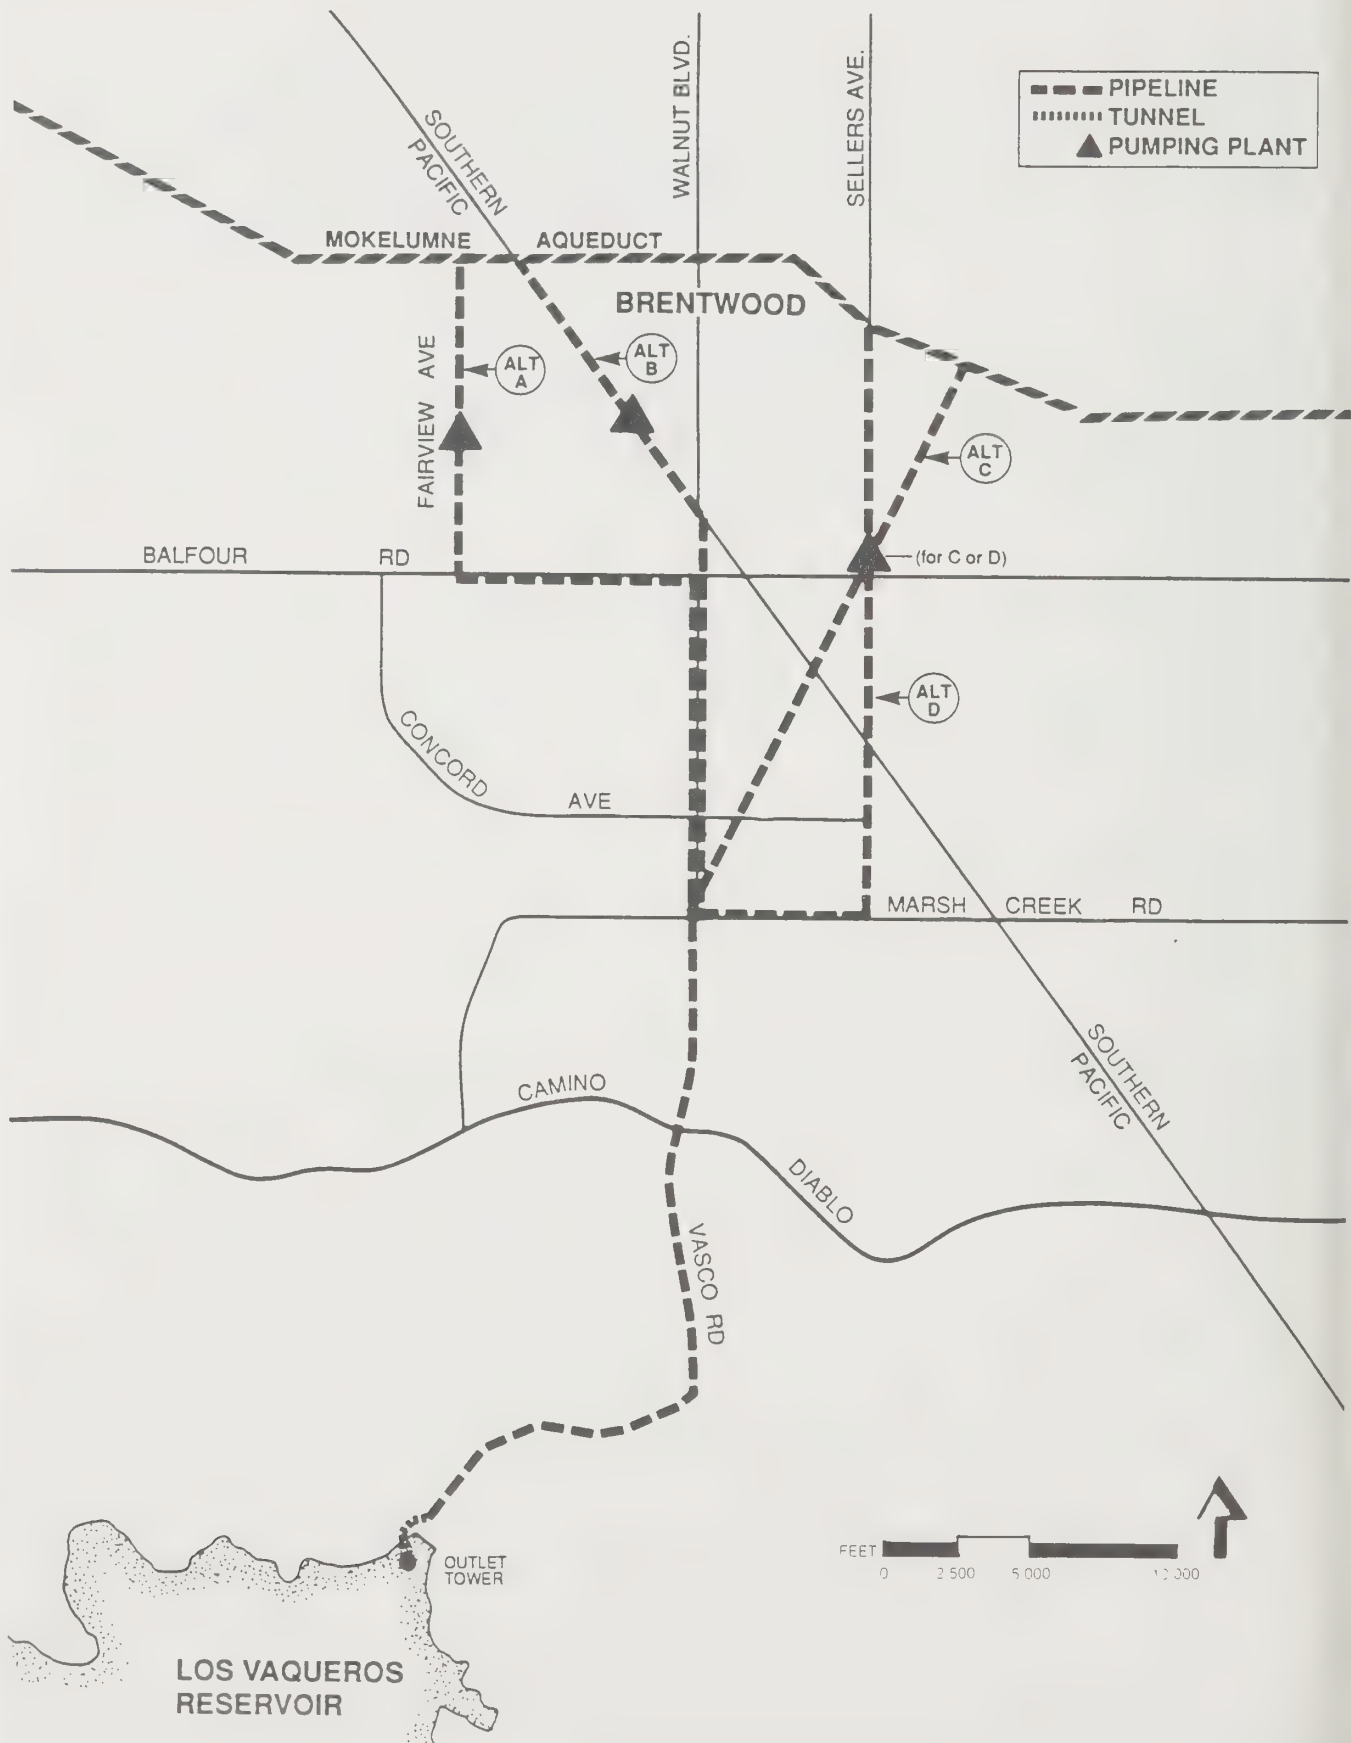 WALNUT BLVD.
SELLERS AVE.
PIPELINE
TUNNEL
PUMPING PLANT
SOUTHERN
PACIFIC
MOKELUMNE AQUEDUCT
BRENTWOOD
FAIRVIEW AVE
ALT
A
ALT
B
ALT
C
BALFOUR RD
(for C or D)
ALT
D
CONCORD AVE
MARSH CREEK RD
SOUTHERN
PACIFIC
CAMINO DIABLO
VASCO RD
OUTLET
TOWER
FEET
0 2,500 5,000
LOS VAQUEROS
RESERVOIR